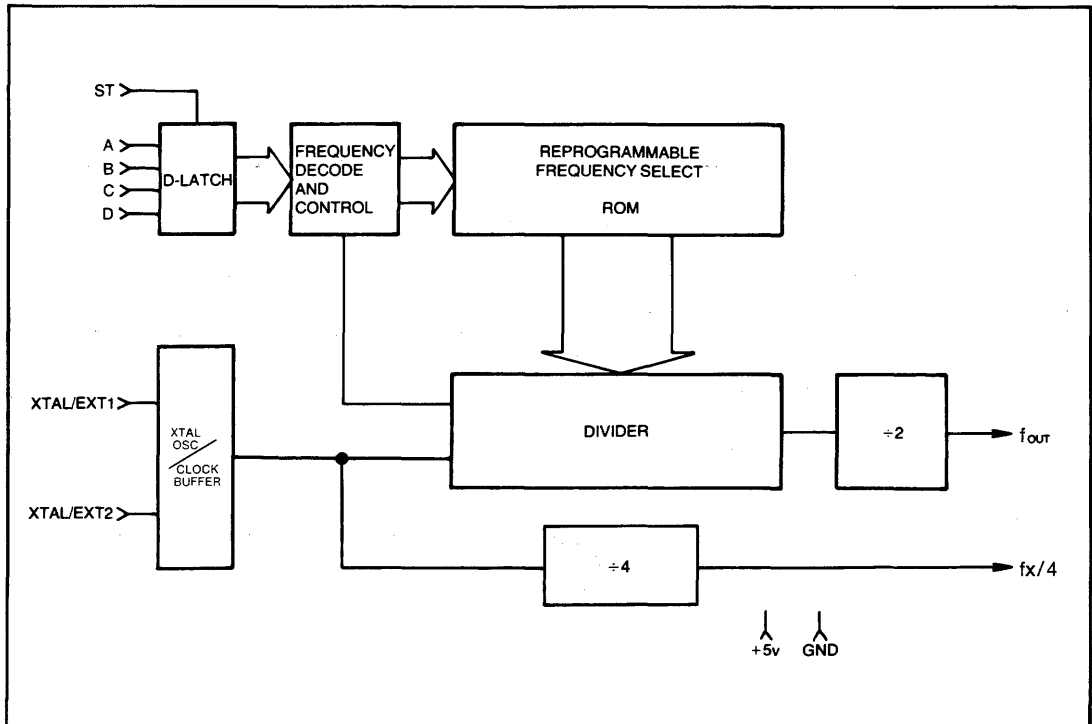 ST
A
B
C
D
D-LATCH
FREQUENCY
DECODE
AND
CONTROL
REPROGRAMMABLE
FREQUENCY SELECT
ROM
XTAL/EXT1
XTAL/EXT2
XTAL
OSC
CLOCK
BUFFER
DIVIDER
÷2
fOUT
÷4
fx/4
+5v
GND